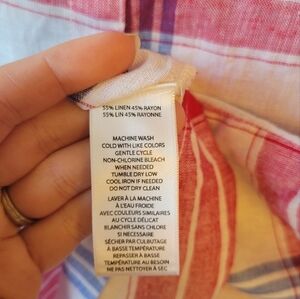 55% LINEN 45% RAYON
55% LIN 45% RAYONNE
MACHINE WASH
COLD WITH LIKE COLORS
GENTLE CYCLE
NON-CHLORINE BLEACH
WHEN NEEDED
TUMBLE DRY LOW
COOL IRON IF NEEDED
DO NOT DRY CLEAN
LAVER À LA MACHINE
À L'EAU FROIDE
AVEC COULEURS SIMILAIRES
AU CYCLE DÉLICAT
BLANCHIR SANS CHLORE
SI NECESSAIRE
SÉCHER PAR CULBUTAGE
À BASSE TEMPÉRATURE
REPASSER À BASSE
TEMPÉRATURE AU BESOIN
NE PAS NETTOYER À SEC